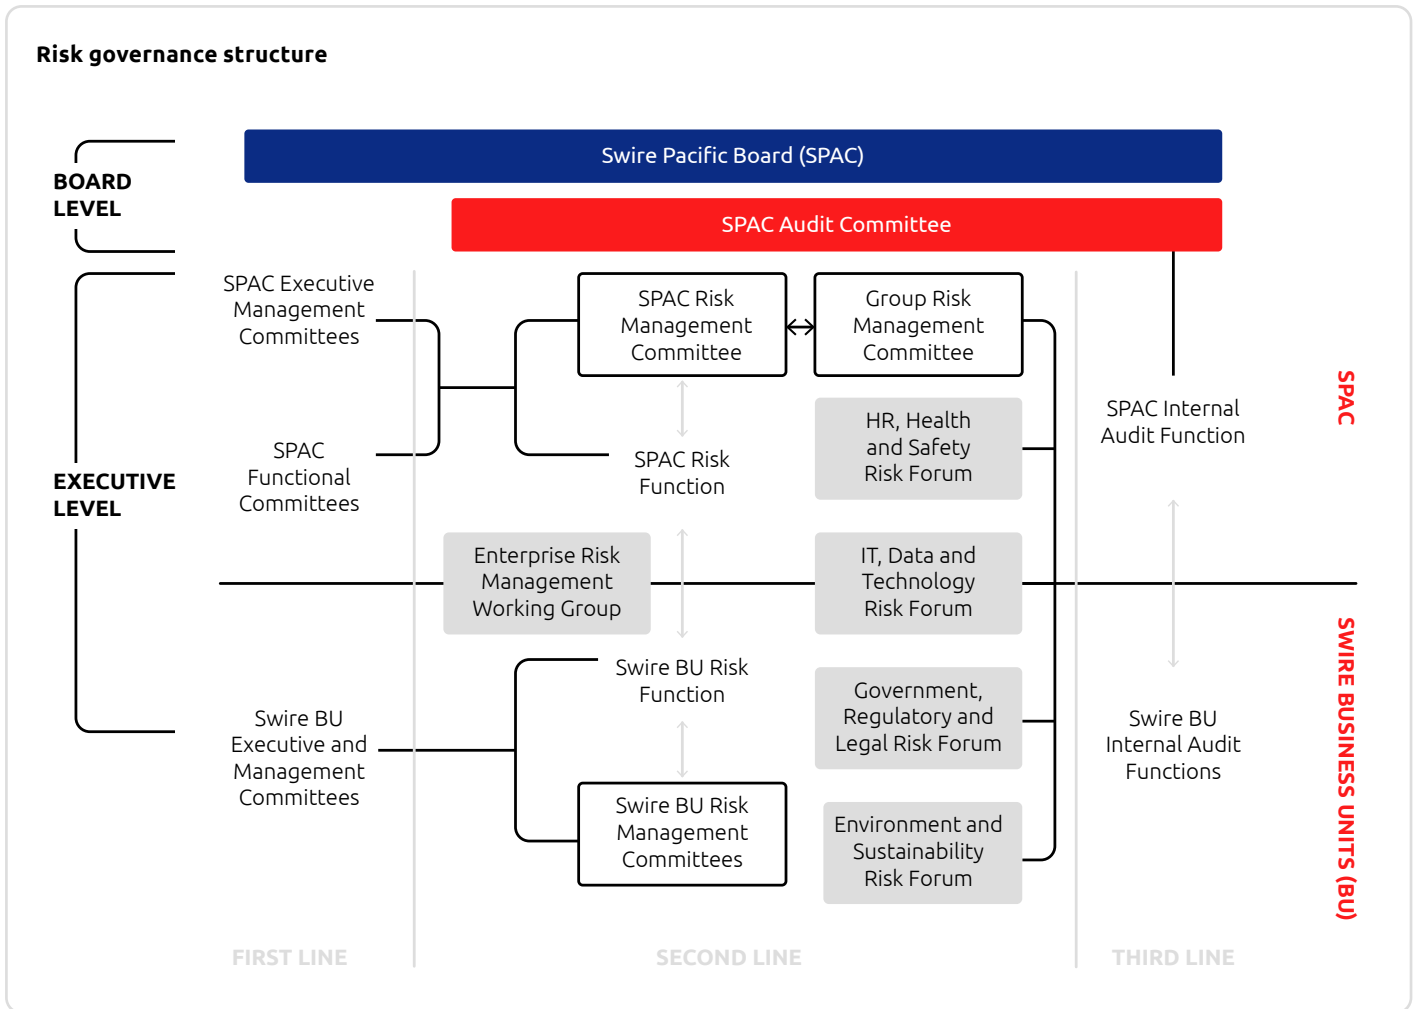 Risk governance structure
Swire Pacific Board (SPAC)
BOARD
LEVEL
SPAC Audit Committee
SPAC Executive
Management
Committees
SPAC Risk
Management
Committee
Group Risk
Management
Committee
SPAC
HR, Health
and Safety
Risk Forum
SPAC Internal
Audit Function
SPAC
Functional
Committees
SPAC Risk
Function
EXECUTIVE
LEVEL
Enterprise Risk
Management
Working Group
IT, Data and
Technology
Risk Forum
Swire BU Risk
Function
Government,
Regulatory and
Legal Risk Forum
Swire BU
Executive and
Management
Committees
Swire BU
Internal Audit
Functions
SWIRE BUSINESS UNITS (BU)
Swire BU Risk
Management
Committees
Environment and
Sustainability
Risk Forum
FIRST LINE
SECOND LINE
THIRD LINE